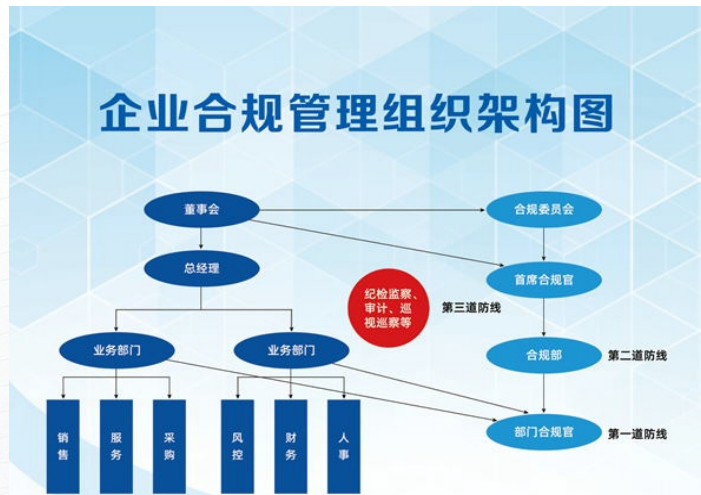 企业合规管理组织架构图
董事会
合规委员会
总经理
首席合规官
纪检监察、
审计、巡
视巡察等
第三道防线
业务部门
业务部门
合规部
第二道防线
销售
服务
采购
风控
财务
人事
部门合规官
第一道防线